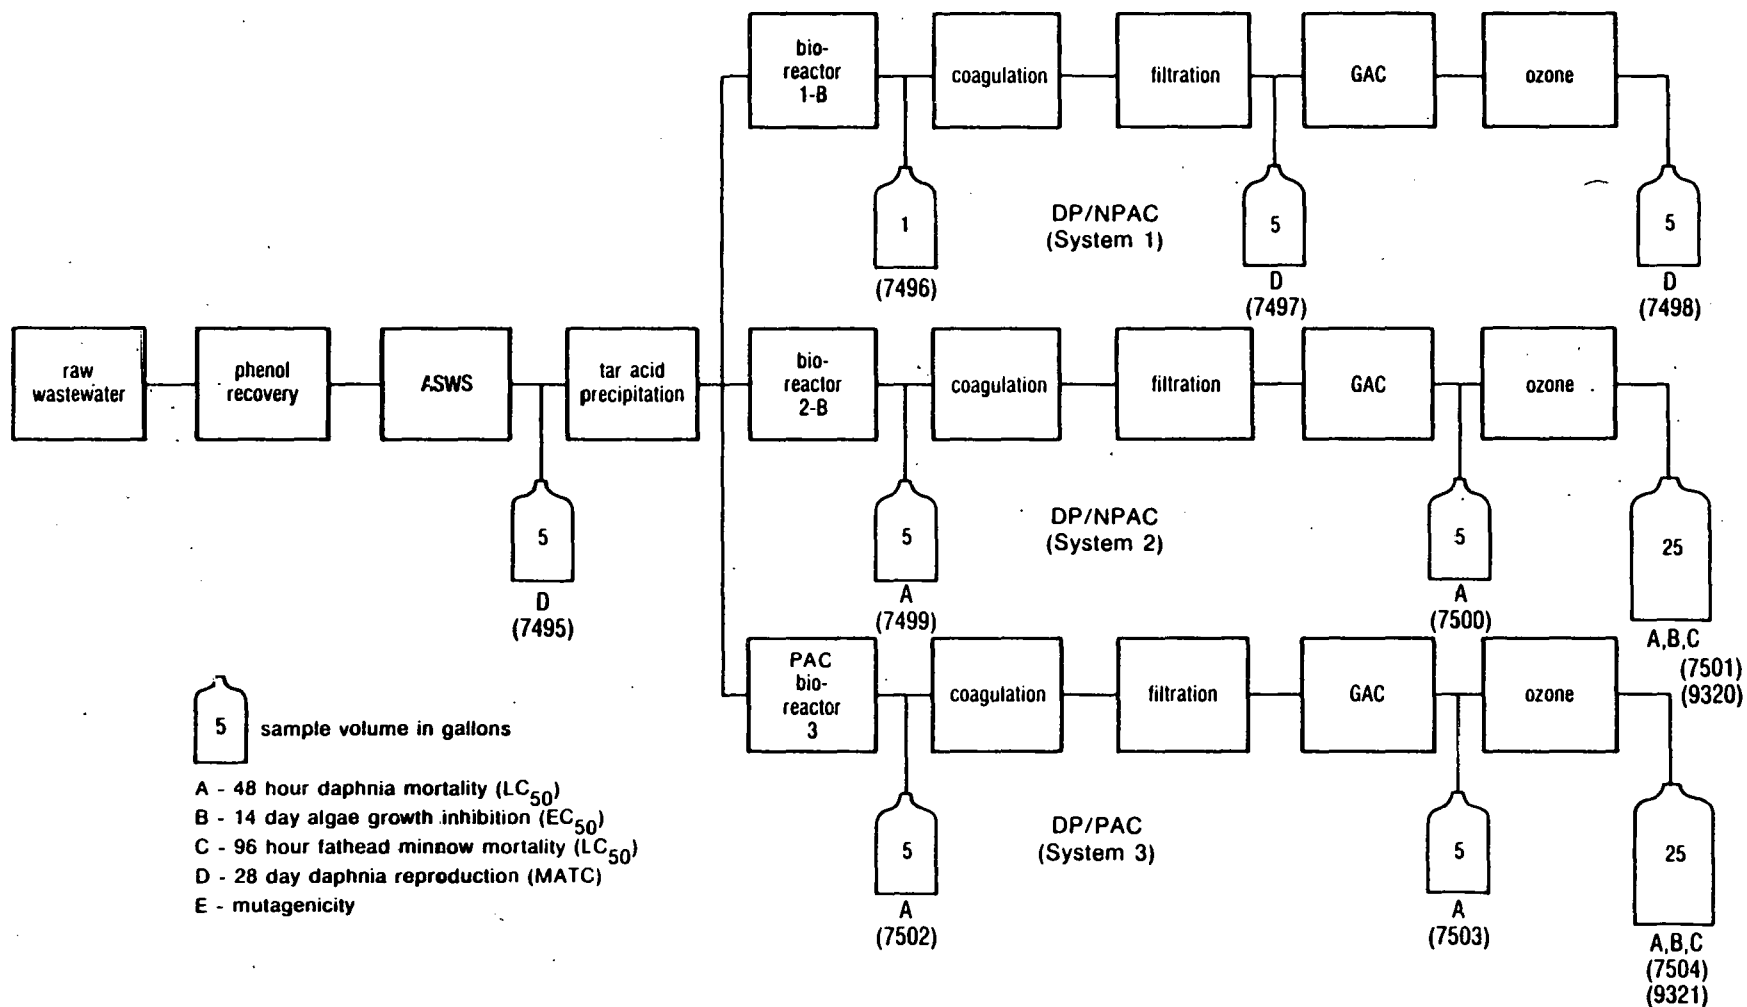 bio-
reactor
1-B
coagulation
filtration
GAC
ozone
1
(7496)
DP/NPAC
(System 1)
5
D
(7497)
5
D
(7498)
raw
wastewater
phenol
recovery
ASWS
tar acid
precipitation
bio-
reactor
2-B
coagulation
filtration
GAC
ozone
5
D
(7495)
5
A
(7499)
DP/NPAC
(System 2)
5
A
(7500)
25
A,B,C
(7501)
(9320)
PAC
bio-
reactor
3
coagulation
filtration
GAC
ozone
5
A
(7502)
DP/PAC
(System 3)
5
A
(7503)
25
A,B,C
(7504)
(9321)
5 sample volume in gallons
A - 48 hour daphnia mortality (LC50)
B - 14 day algae growth inhibition (EC50)
C - 96 hour fathead minnow mortality (LC50)
D - 28 day daphnia reproduction (MATC)
E - mutagenicity